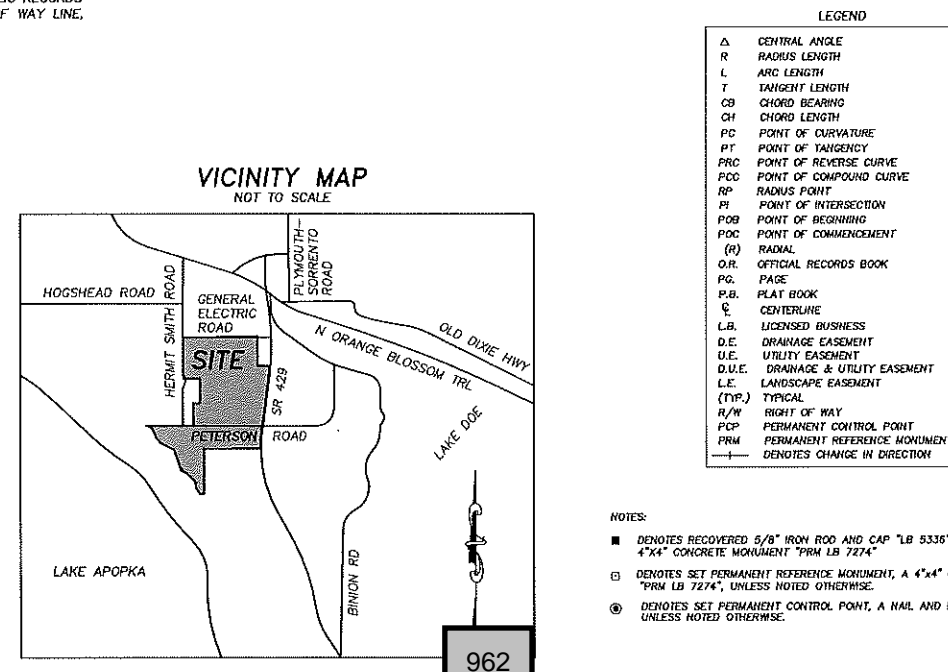 F WAY LINE,
VICINITY MAP
NOT TO SCALE
HOGSHEAD ROAD
HERMIT SMITH ROAD
GENERAL
ELECTRIC
ROAD
PLYMOUTH-
SORRENTO
ROAD
OLD DIXIE HWY
N ORANGE BLOSSOM TRL
SITE
SR 429
PETERSON ROAD
LAKE DOE
LAKE APOPKA
BINION RD
962
LEGEND
Δ CENTRAL ANGLE
R RADIUS LENGTH
L ARC LENGTH
T TANGENT LENGTH
CB CHORD BEARING
CH CHORD LENGTH
PC POINT OF CURVATURE
PT POINT OF TANGENCY
PRC POINT OF REVERSE CURVE
PCC POINT OF COMPOUND CURVE
RP RADIUS POINT
PI POINT OF INTERSECTION
POB POINT OF BEGINNING
POC POINT OF COMMENCEMENT
(R) RADIAL
O.R. OFFICIAL RECORDS BOOK
PG. PAGE
P.B. PLAT BOOK
℄ CENTERLINE
L.B. LICENSED BUSINESS
D.E. DRAINAGE EASEMENT
U.E. UTILITY EASEMENT
D.U.E. DRAINAGE & UTILITY EASEMENT
L.E. LANDSCAPE EASEMENT
(TYP.) TYPICAL
R/W RIGHT OF WAY
PCP PERMANENT CONTROL POINT
PRM PERMANENT REFERENCE MONUMEN
DENOTES CHANGE IN DIRECTION
NOTES:
DENOTES RECOVERED 5/8" IRON ROD AND CAP "LB 5336"
4"X4" CONCRETE MONUMENT "PRM LB 7274"
DENOTES SET PERMANENT REFERENCE MONUMENT, A 4"x4"
"PRM LB 7274", UNLESS NOTED OTHERWISE.
DENOTES SET PERMANENT CONTROL POINT, A NAIL AND
UNLESS NOTED OTHERWISE.